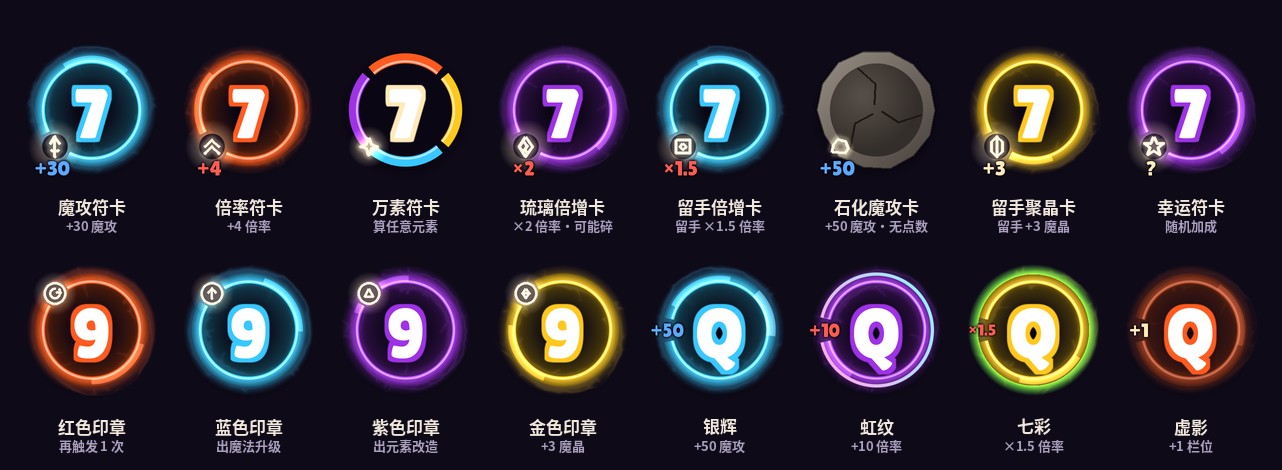 7 7 7 7 7 7 7
+30 +4 ×2 ×1.5 +50 +3 ?
魔攻符卡 倍率符卡 万素符卡 琉璃倍增卡 留手倍增卡 石化魔攻卡 留手聚晶卡 幸运符卡
+30 魔攻 +4 倍率 算任意元素 ×2 倍率・可能碎 留手 ×1.5 倍率 +50 魔攻・无点数 留手 +3 魔晶 随机加成
9 9 9 9 +50 Q +10 Q ×1.5 Q +1 Q
红色印章 蓝色印章 紫色印章 金色印章 银辉 虹纹 七彩 虚影
再触发 1 次 出魔法升级 出元素改造 +3 魔晶 +50 魔攻 +10 倍率 ×1.5 倍率 +1 栏位